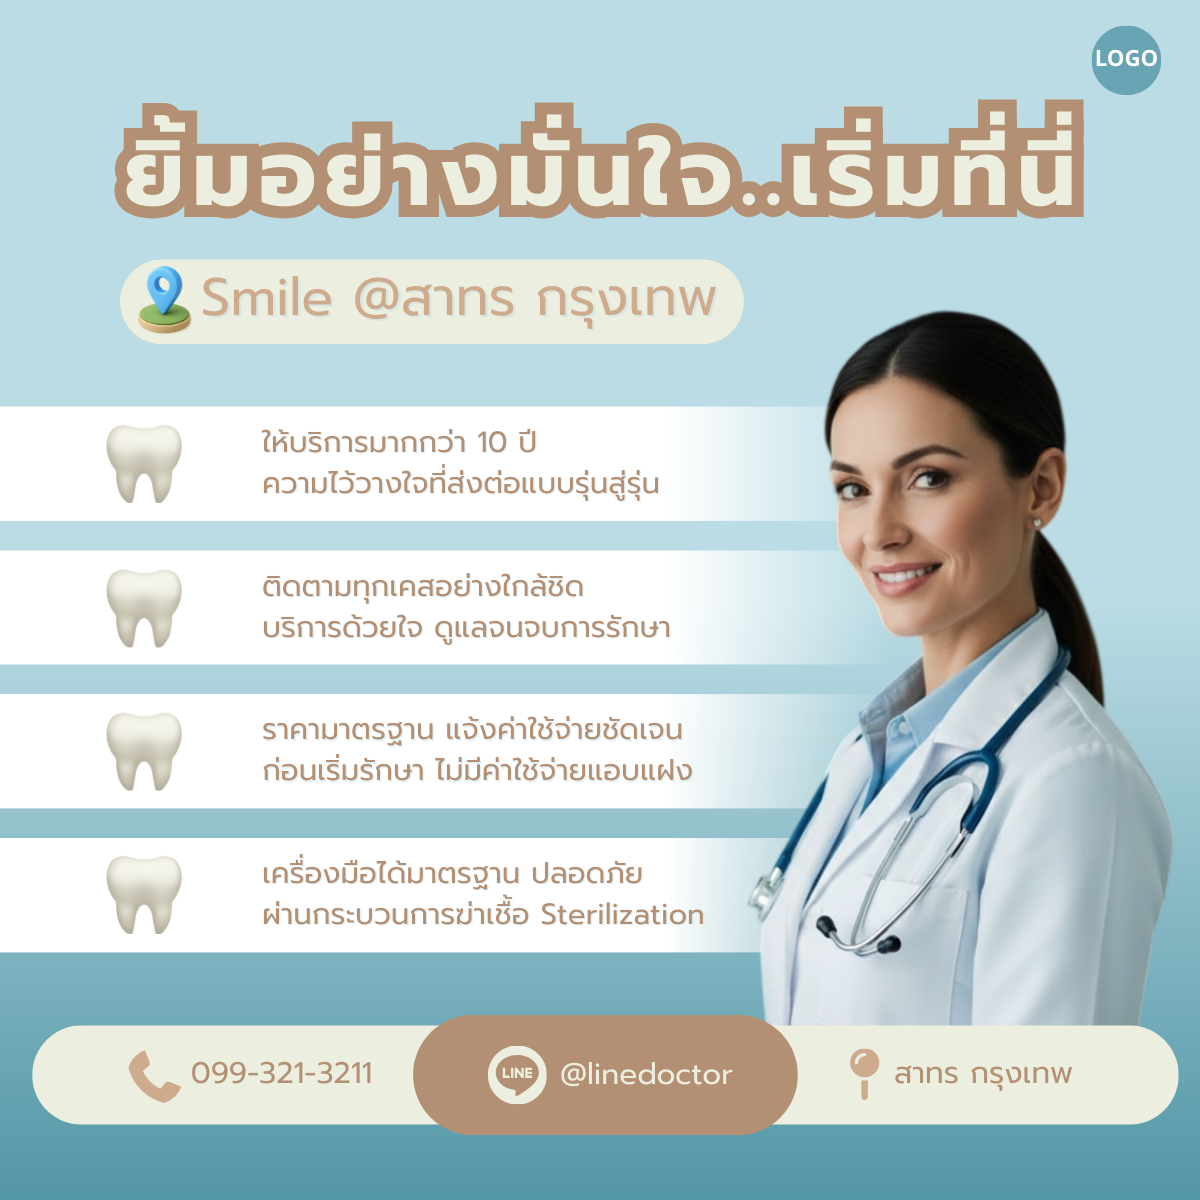 LOGO
ยิ้มอย่างมั่นใจ..เริ่มที่นี่
Smile @สาทร กรุงเทพ
ให้บริการมากกว่า 10 ปี
ความไว้วางใจที่ส่งต่อแบบรุ่นสู่รุ่น
ติดตามทุกเคสอย่างใกล้ชิด
บริการด้วยใจ ดูแลจนจบการรักษา
ราคามาตรฐาน แจ้งค่าใช้จ่ายชัดเจน
ก่อนเริ่มรักษา ไม่มีค่าใช้จ่ายแอบแฝง
เครื่องมือได้มาตรฐาน ปลอดภัย
ผ่านกระบวนการฆ่าเชื้อ Sterilization
099-321-3211
LINE
@linedoctor
สาทร กรุงเทพ